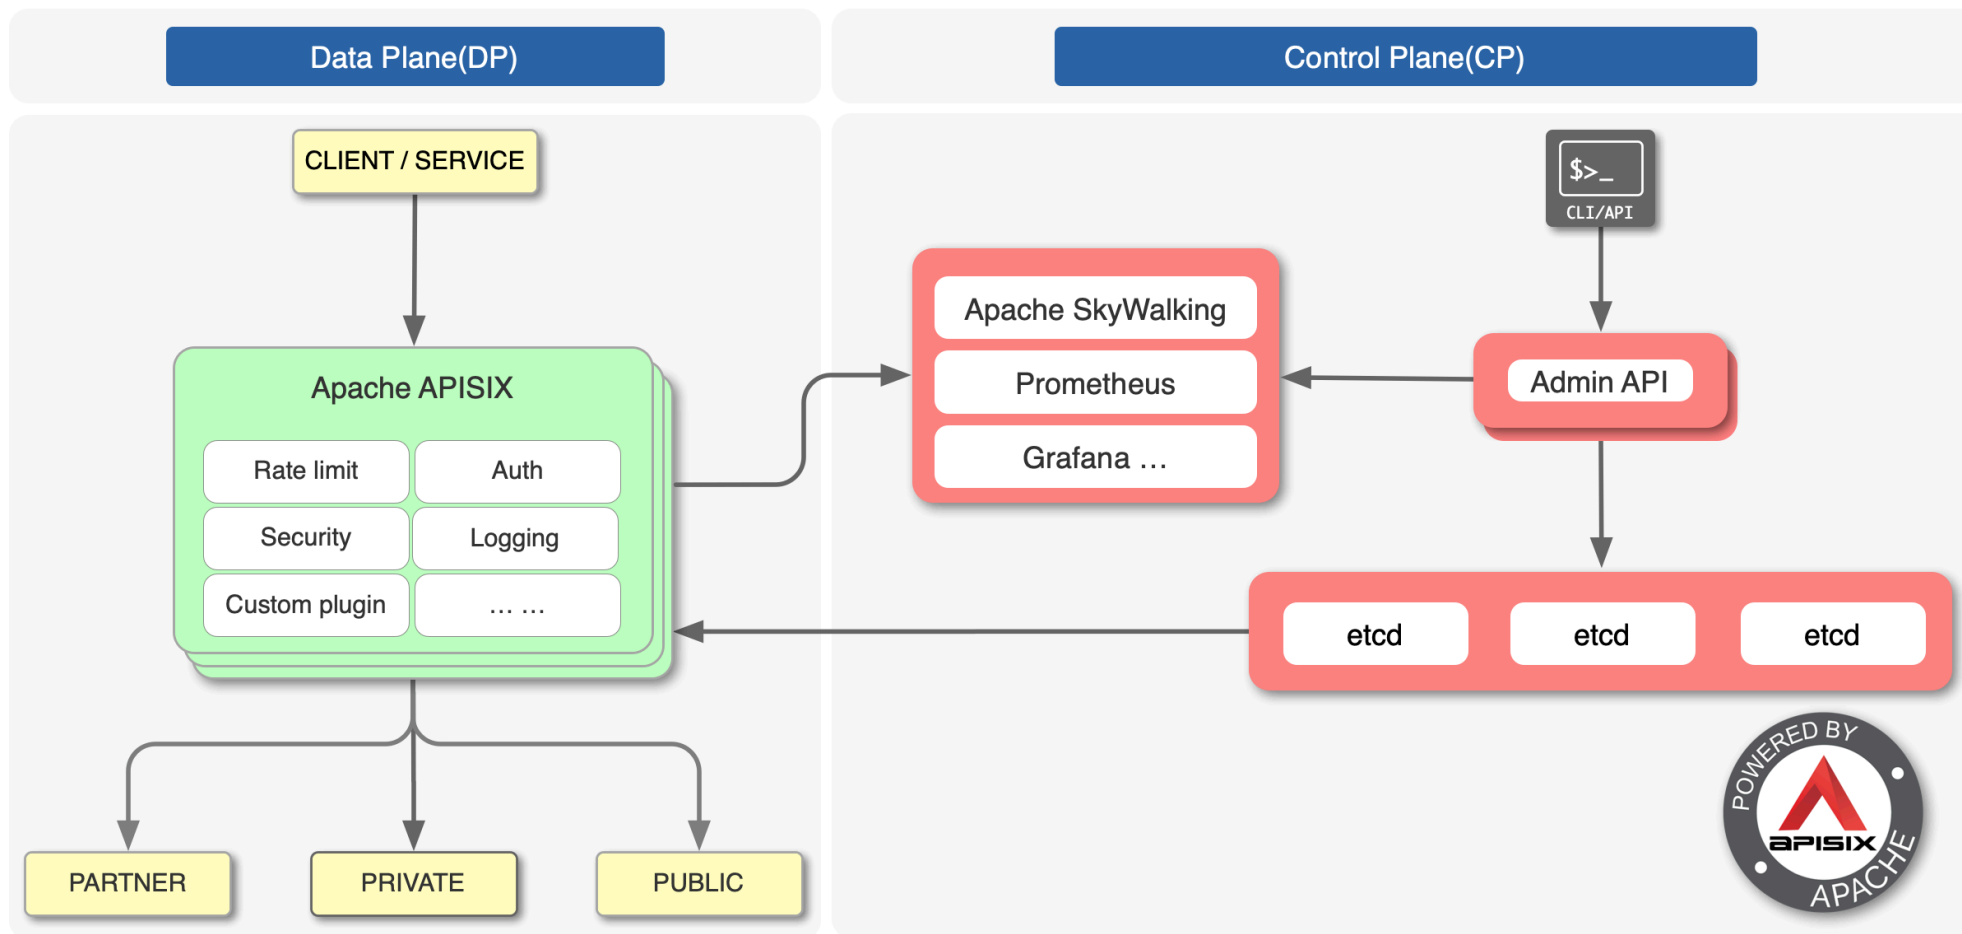 Data Plane(DP)
Control Plane(CP)
CLIENT / SERVICE
$>_
CLI/API
Apache SkyWalking
Prometheus
Grafana ...
Admin API
Apache APISIX
Rate limit
Auth
Security
Logging
Custom plugin
... ...
etcd
etcd
etcd
PARTNER
PRIVATE
PUBLIC
POWERED BY
APISIX
APACHE